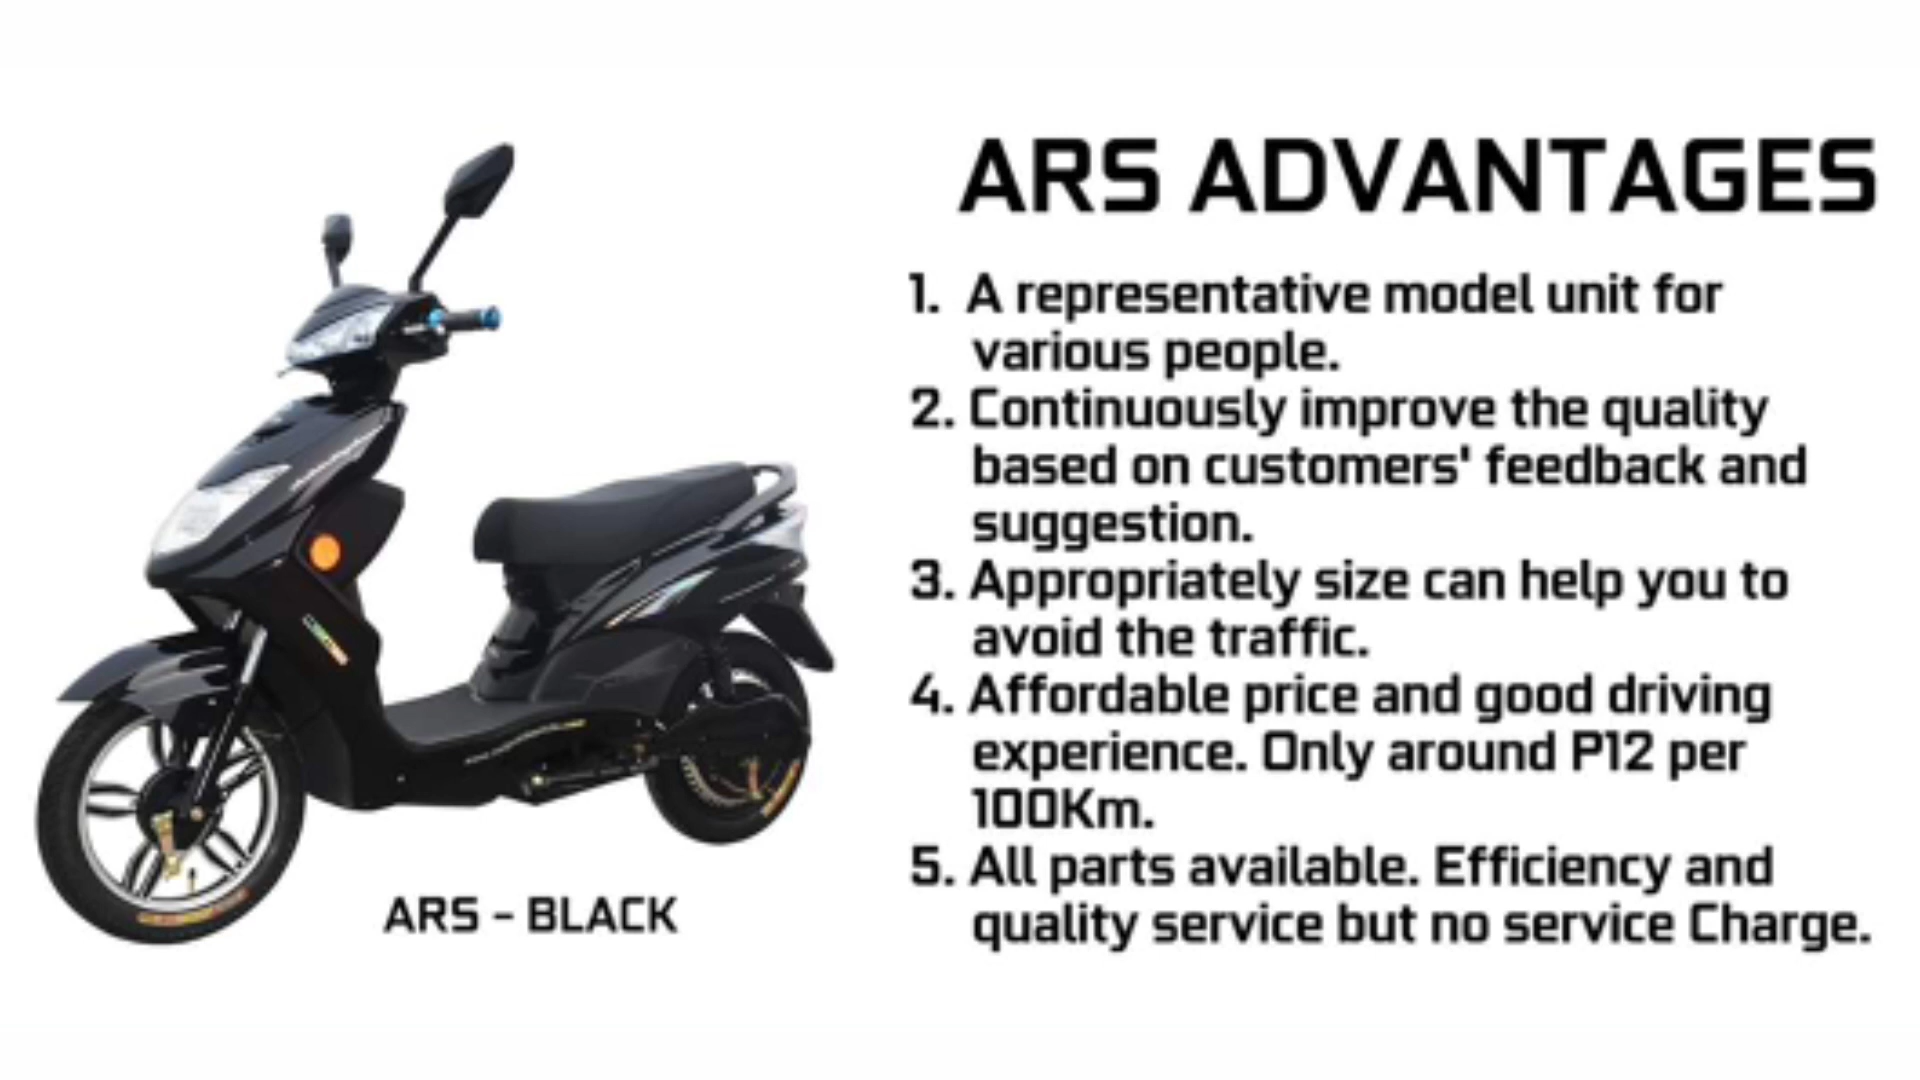 ARS ADVANTAGES
1. A representative model unit for
various people.
2. Continuously improve the quality
based on customers' feedback and
suggestion.
3. Appropriately size can help you to
avoid the traffic.
4. Affordable price and good driving
experience. Only around P12 per
100Km.
5. All parts available. Efficiency and
quality service but no service Charge.
ARS - BLACK